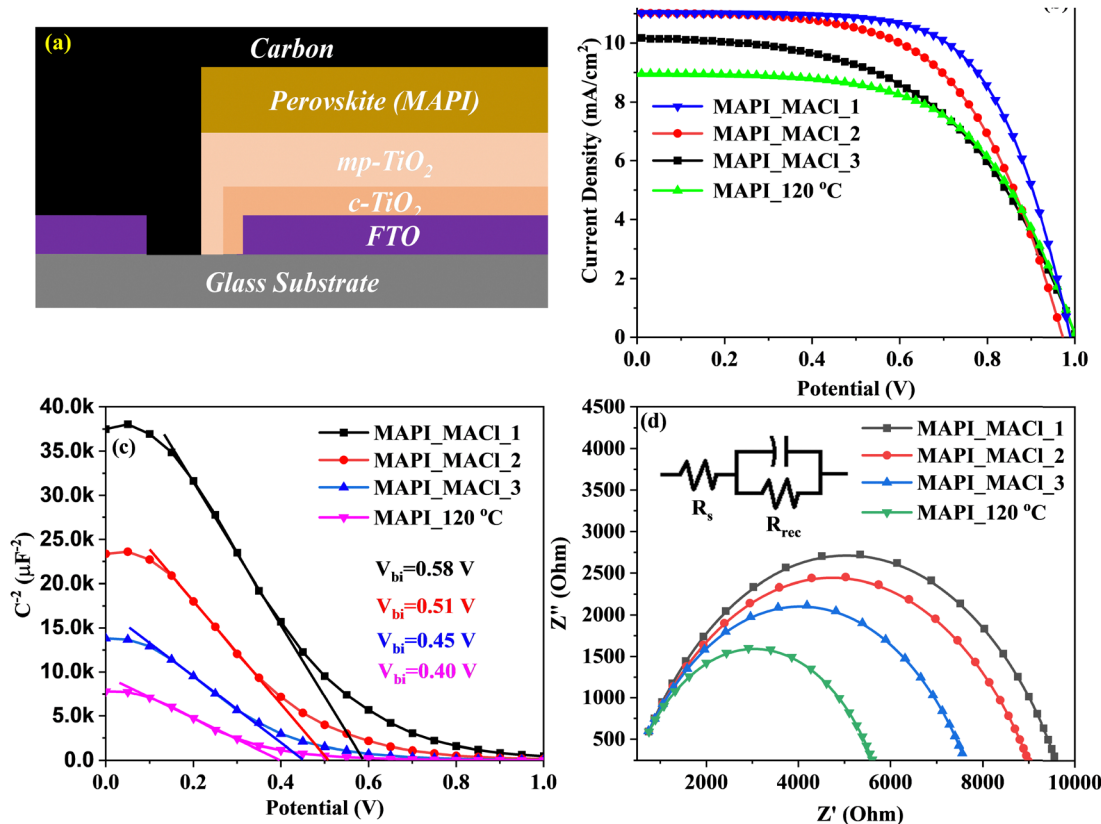 (a)
Carbon
Perovskite (MAPI)
mp-TiO2
c-TiO2
FTO
Glass Substrate
10
8
6
4
2
0
Current Density (mA/cm²)
MAPI_MACl_1
MAPI_MACl_2
MAPI_MACl_3
MAPI_120 °C
0.0 0.2 0.4 0.6 0.8 1.0
Potential (V)
40.0k
35.0k
30.0k
25.0k
20.0k
15.0k
10.0k
5.0k
0.0
C⁻² (µF⁻²)
(c)
MAPI_MACl_1
MAPI_MACl_2
MAPI_MACl_3
MAPI_120 °C
Vbi=0.58 V
Vbi=0.51 V
Vbi=0.45 V
Vbi=0.40 V
0.0 0.2 0.4 0.6 0.8 1.0
Potential (V)
4500
4000
3500
3000
2500
2000
1500
1000
500
Z'' (Ohm)
(d)
MAPI_MACl_1
MAPI_MACl_2
MAPI_MACl_3
MAPI_120 °C
Rs
Rrec
2000 4000 6000 8000 10000
Z' (Ohm)